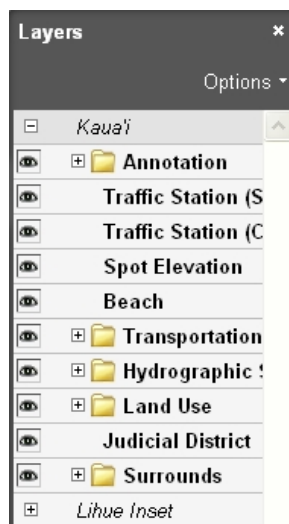 Layers
Options
Kaua'i
Annotation
Traffic Station (S
Traffic Station (C
Spot Elevation
Beach
Transportation
Hydrographic
Land Use
Judicial District
Surrounds
Lihue Inset